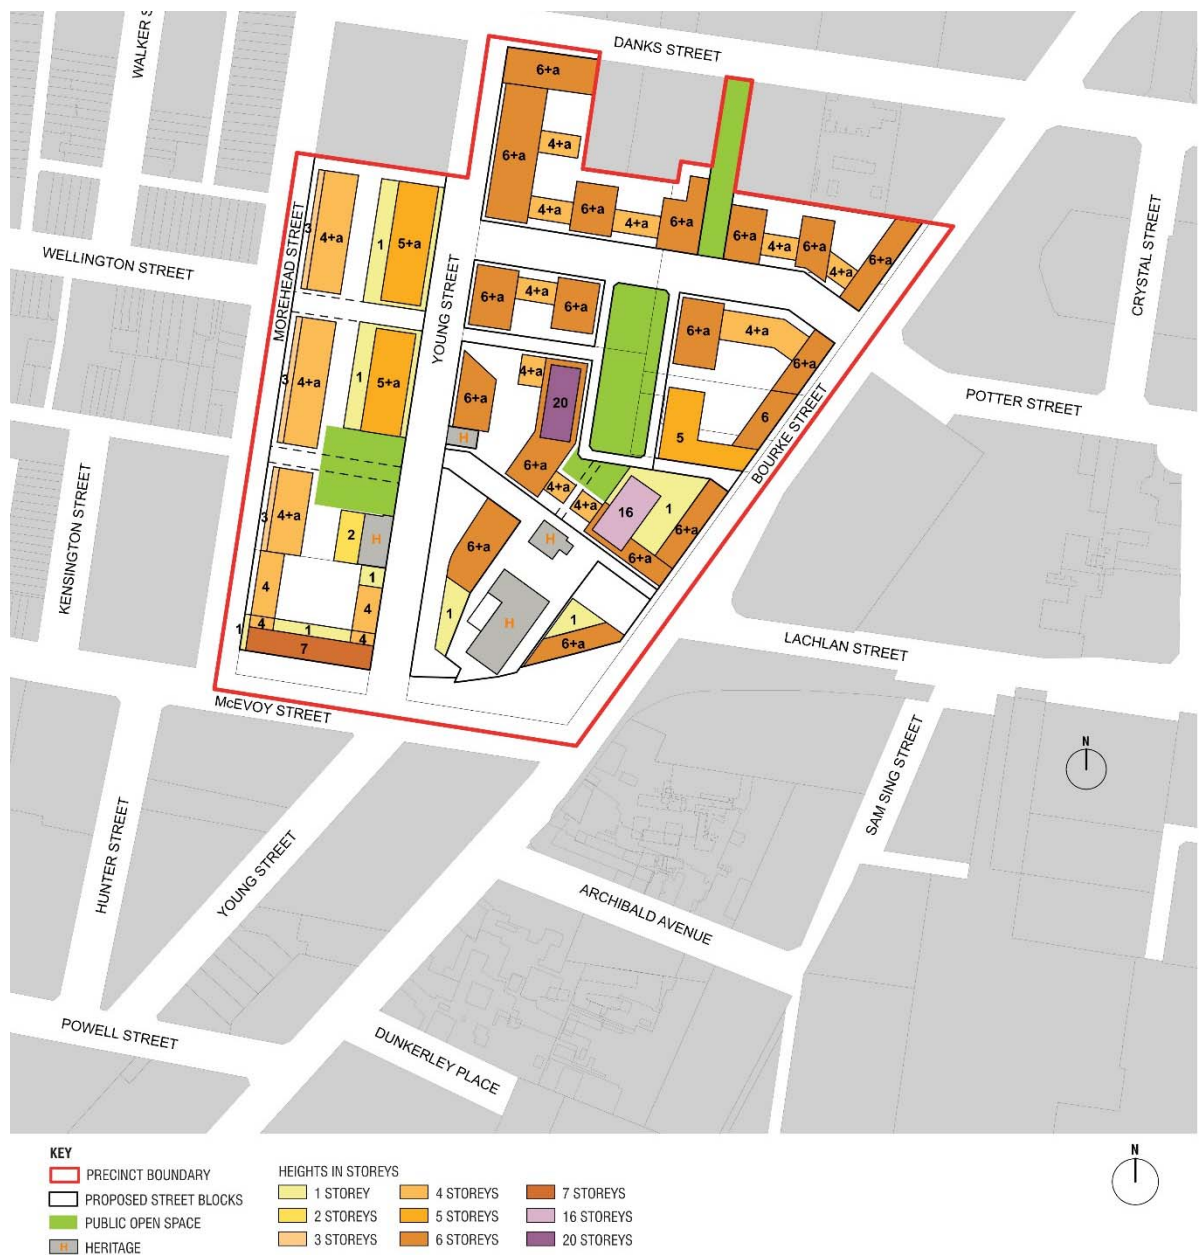 WALKER S
DANKS STREET
6+a
6+a
4+a
3
4+a
1
5+a
4+a
6+a
4+a
6+a
6+a
4+a
6+a
4+a
6+a
CRYSTAL STREET
WELLINGTON STREET
MOREHEAD STREET
YOUNG STREET
6+a
4+a
6+a
6+a
4+a
6+a
3
4+a
1
5+a
4+a
20
6+a
6
5
BOURKE STREET
POTTER STREET
H
6+a
4+a
4+a
16
1
6+a
6+a
KENSINGTON STREET
3
4+a
2
H
6+a
H
1
4
4
1
H
1
6+a
1
4
1
4
7
LACHLAN STREET
McEVOY STREET
N
SAM SING STREET
HUNTER STREET
YOUNG STREET
ARCHIBALD AVENUE
POWELL STREET
DUNKERLEY PLACE
KEY
PRECINCT BOUNDARY
PROPOSED STREET BLOCKS
PUBLIC OPEN SPACE
H HERITAGE
HEIGHTS IN STOREYS
1 STOREY
2 STOREYS
3 STOREYS
4 STOREYS
5 STOREYS
6 STOREYS
7 STOREYS
16 STOREYS
20 STOREYS
N